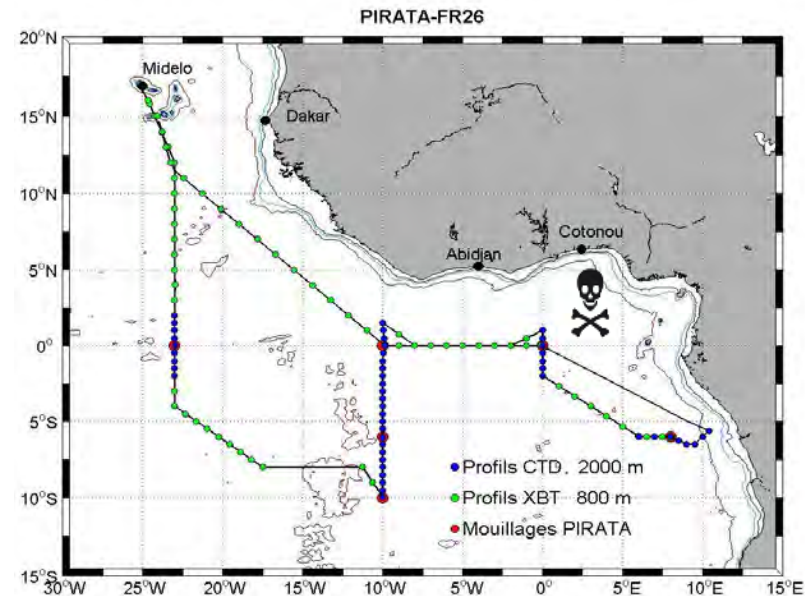 PIRATA-FR26
20°N
Midelo
15°N
Dakar
10°N
Cotonou
Abidjan
5°N
0°
5°S
Profils CTD . 2000 m
Profils XBT 800 m
10°S
Mouillages PIRATA
15°S
30°W 25°W 20°W 15°W 10°W 5°W 0° 5°E 10°E 15°E